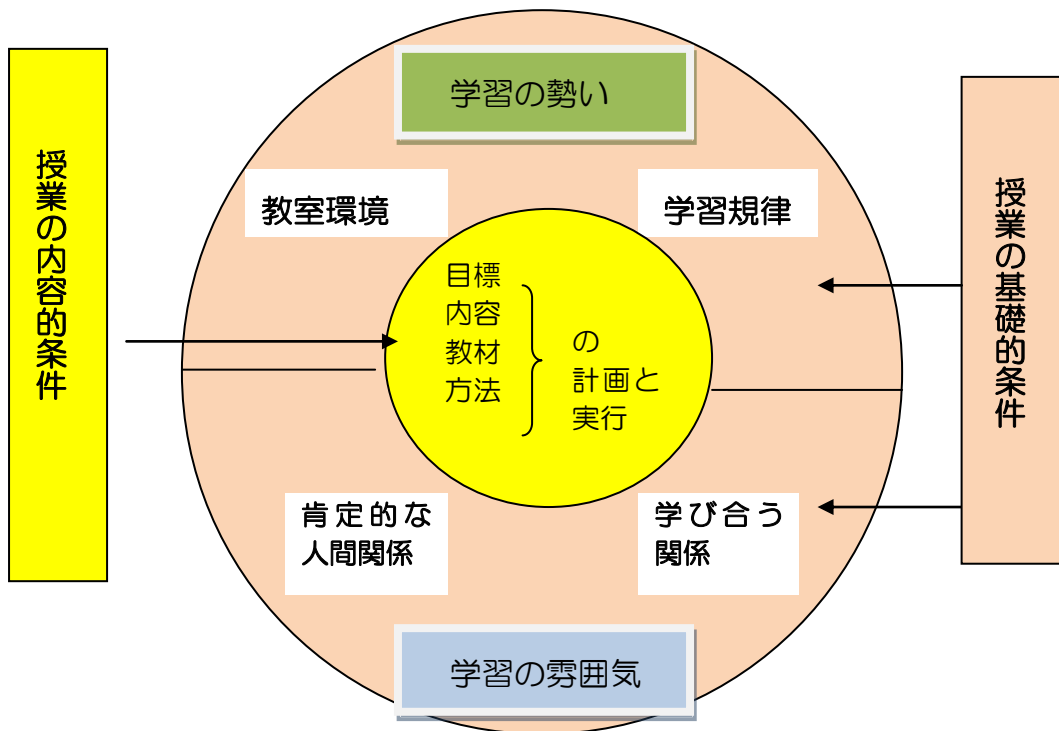 学習の勢い
授業の内容的条件
授業の基礎的条件
教室環境
学習規律
目標
内容
教材
方法
の
計画と
実行
肯定的な
人間関係
学び合う
関係
学習の雰囲気